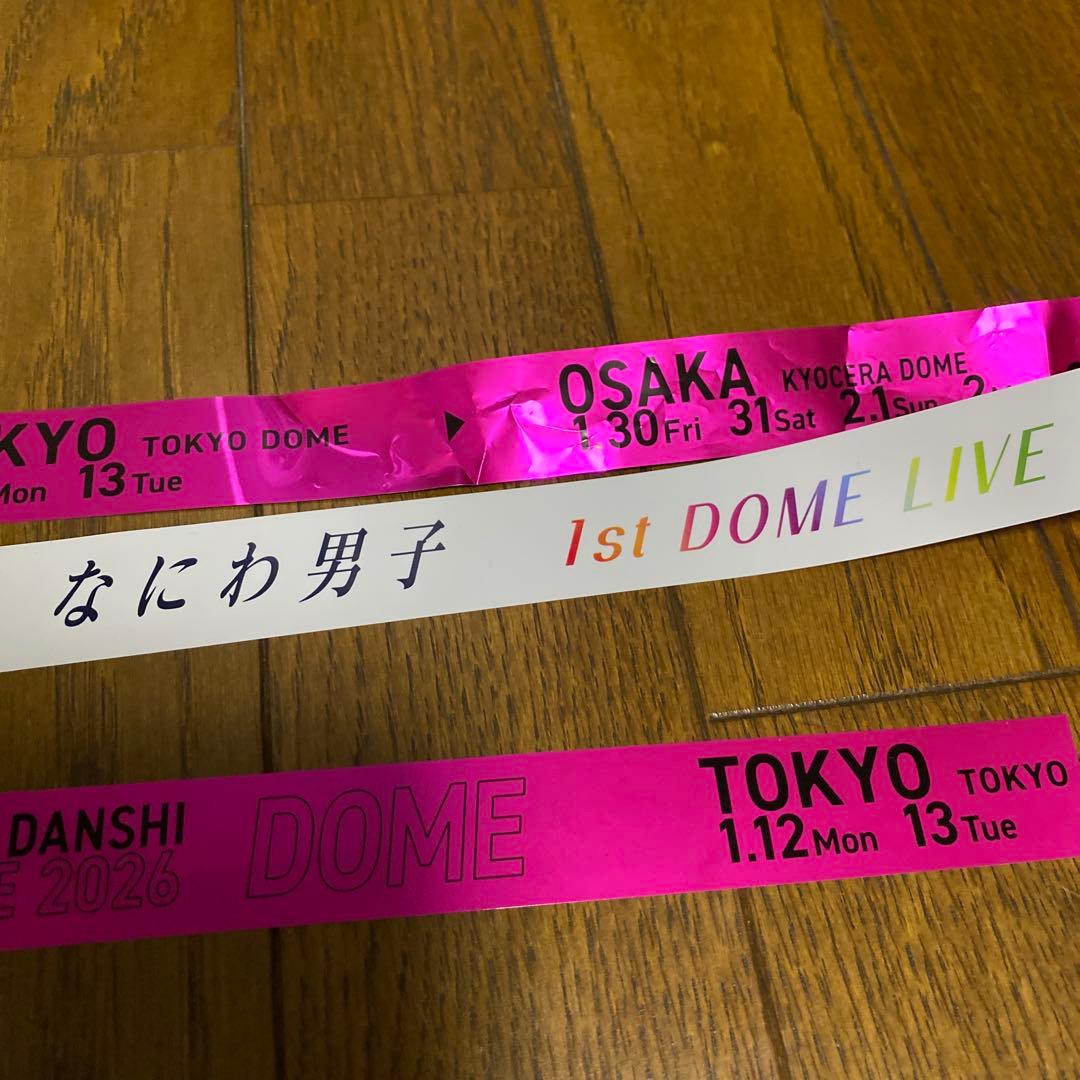 KYO TOKYO DOME
Mon 13 Tue
▶ OSAKA KYOCERA DOME
1.30 Fri 31 Sat 2.1 Sun
なにわ男子 1st DOME LIVE
DANSHI
2026
DOME
TOKYO TOKYO
1.12 Mon 13 Tue